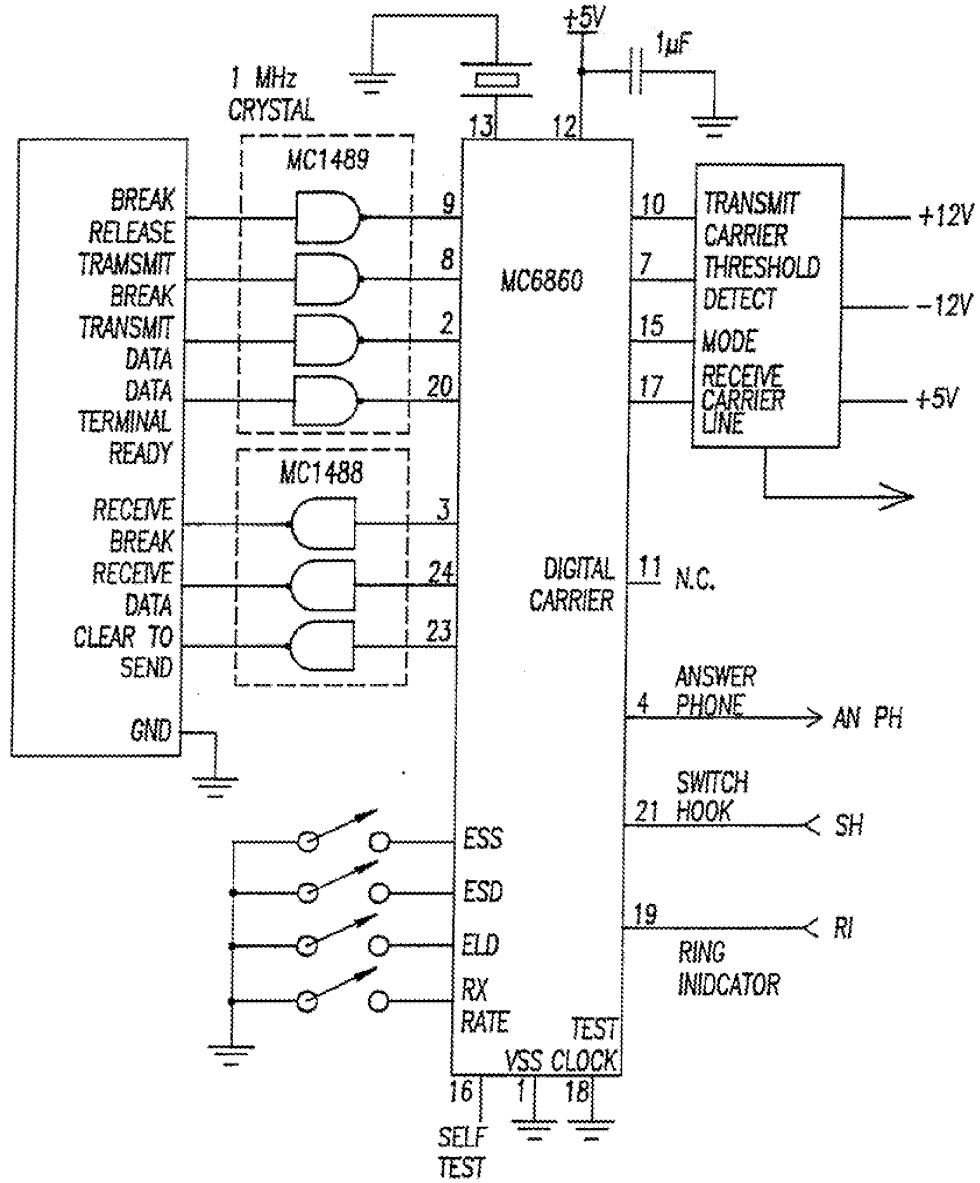 +5V
1µF
1 MHz
CRYSTAL
13
12
MC1489
MC6860
BREAK
RELEASE
TRAMSMIT
BREAK
TRANSMIT
DATA
DATA
TERMINAL
READY
9
8
2
20
10
7
15
17
TRANSMIT
CARRIER
THRESHOLD
DETECT
MODE
RECEIVE
CARRIER
LINE
+12V
-12V
+5V
MC1488
RECEIVE
BREAK
RECEIVE
DATA
CLEAR TO
SEND
GND
3
24
23
DIGITAL
CARRIER
11 N.C.
4
ANSWER
PHONE
AN PH
21
SWITCH
HOOK
SH
19
RI
RING
INIDCATOR
ESS
ESD
ELD
RX
RATE
TEST
VSS CLOCK
16
1
18
SELF
TEST